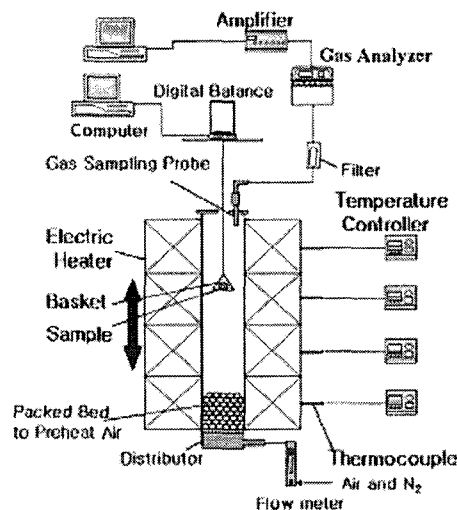 Amplifier
Gas Analyzer
Digital Balance
Computer
Gas Sampling Probe
Filter
Temperature
Controller
Electric
Heater
Basket
Sample
Packed Bed
to Preheat Air
Distributor
Thermocouple
Air and N₂
Flow meter